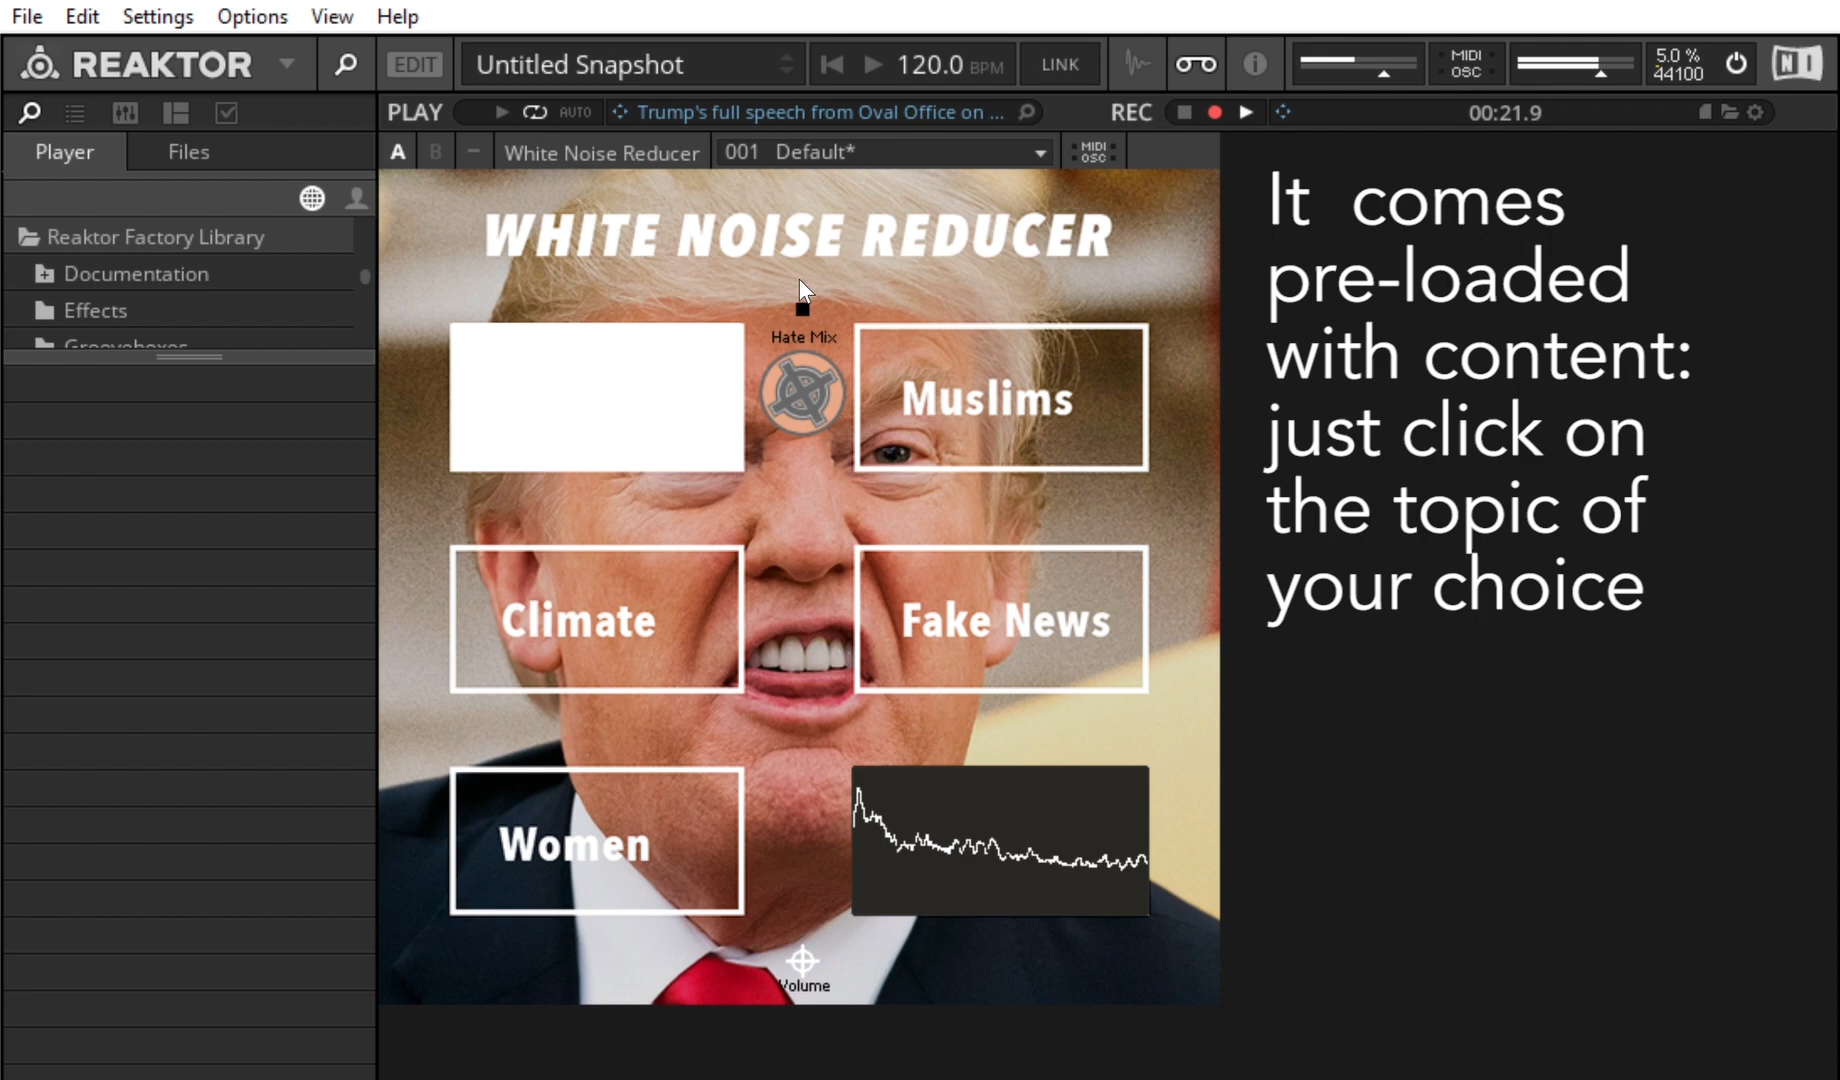 File Edit Settings Options View Help
REAKTOR EDIT Untitled Snapshot 120.0 BPM LINK MIDI OSC 5.0 % 44100 NI
PLAY AUTO Trump's full speech from Oval Office on ... REC 00:21.9
Player Files A B White Noise Reducer 001 Default* MIDI OSC
Reaktor Factory Library
Documentation
Effects
Grooveboxes
WHITE NOISE REDUCER
Hate Mix
Muslims
Climate
Fake News
Women
Volume
It comes
pre-loaded
with content:
just click on
the topic of
your choice